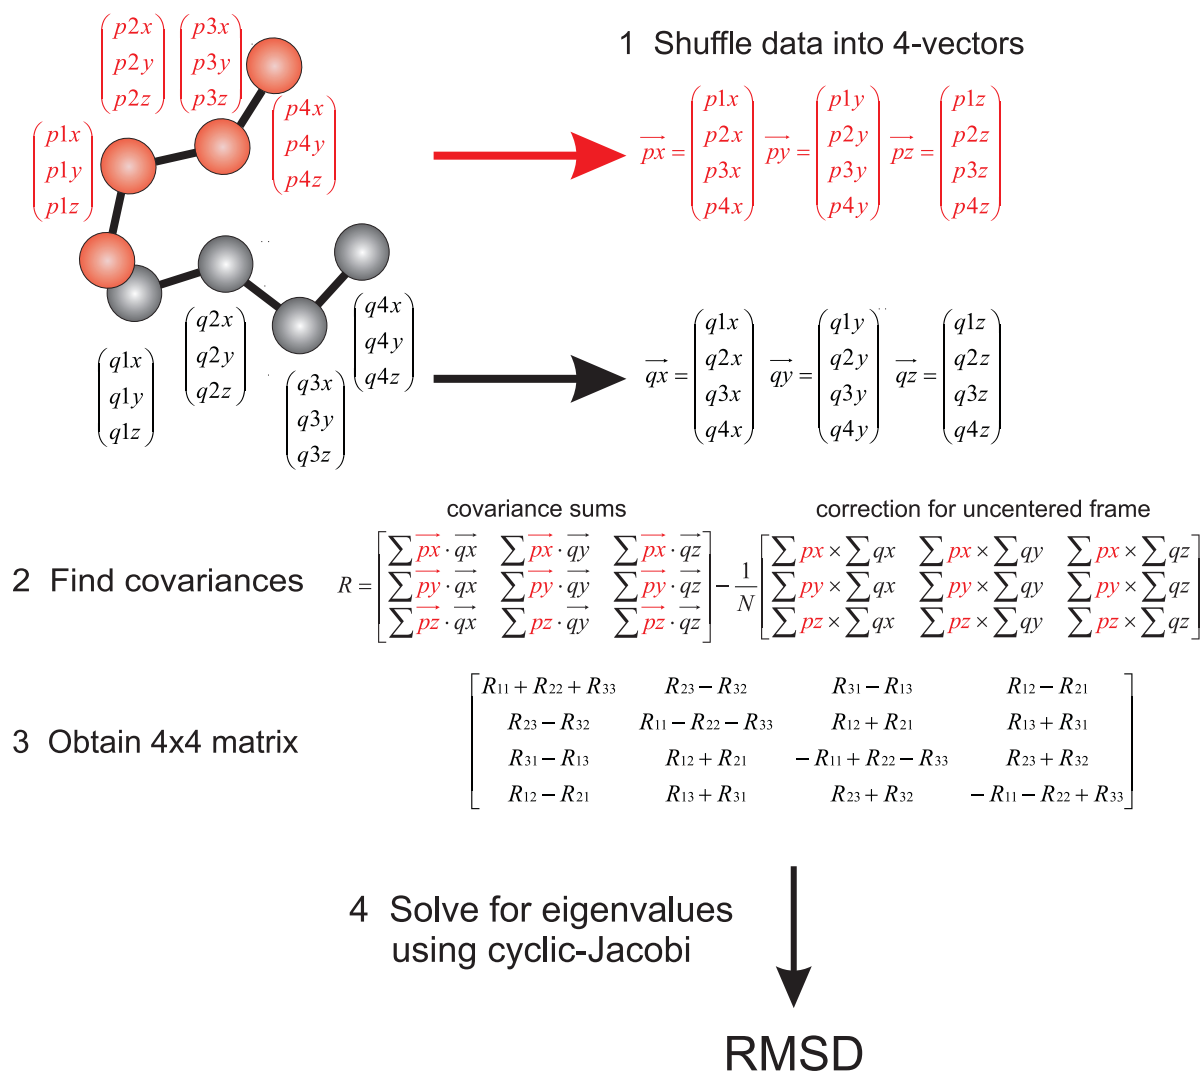 p2x p3x
p2y p3y
p2z p3z
p1x
p1y
p1z
p4x
p4y
p4z
1 Shuffle data into 4-vectors
px = (p1x p2x p3x p4x) py = (p1y p2y p3y p4y) pz = (p1z p2z p3z p4z)
q1x
q1y
q1z
q2x
q2y
q2z
q3x
q3y
q3z
q4x
q4y
q4z
qx = (q1x q2x q3x q4x) qy = (q1y q2y q3y q4y) qz = (q1z q2z q3z q4z)
covariance sums correction for uncentered frame
2 Find covariances
R = [∑px·qx ∑px·qy ∑px·qz
∑py·qx ∑py·qy ∑py·qz
∑pz·qx ∑pz·qy ∑pz·qz]
− 1/N [∑px×∑qx ∑px×∑qy ∑px×∑qz
∑py×∑qx ∑py×∑qy ∑py×∑qz
∑pz×∑qx ∑pz×∑qy ∑pz×∑qz]
3 Obtain 4x4 matrix
R11 + R22 + R33 R23 − R32 R31 − R13 R12 − R21
R23 − R32 R11 − R22 − R33 R12 + R21 R13 + R31
R31 − R13 R12 + R21 − R11 + R22 − R33 R23 + R32
R12 − R21 R13 + R31 R23 + R32 − R11 − R22 + R33
4 Solve for eigenvalues
using cyclic-Jacobi
RMSD